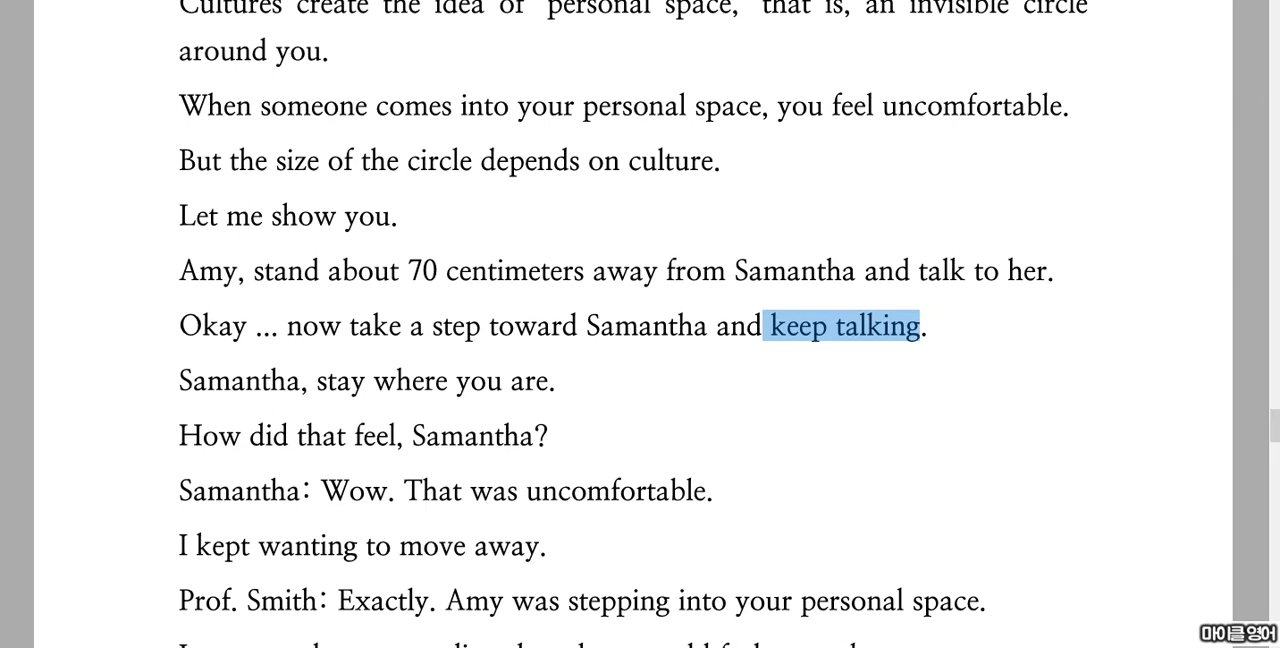 Cultures create the idea of "personal space," that is, an invisible circle
around you.
When someone comes into your personal space, you feel uncomfortable.
But the size of the circle depends on culture.
Let me show you.
Amy, stand about 70 centimeters away from Samantha and talk to her.
Okay ... now take a step toward Samantha and keep talking.
Samantha, stay where you are.
How did that feel, Samantha?
Samantha: Wow. That was uncomfortable.
I kept wanting to move away.
Prof. Smith: Exactly. Amy was stepping into your personal space.
마이클영어